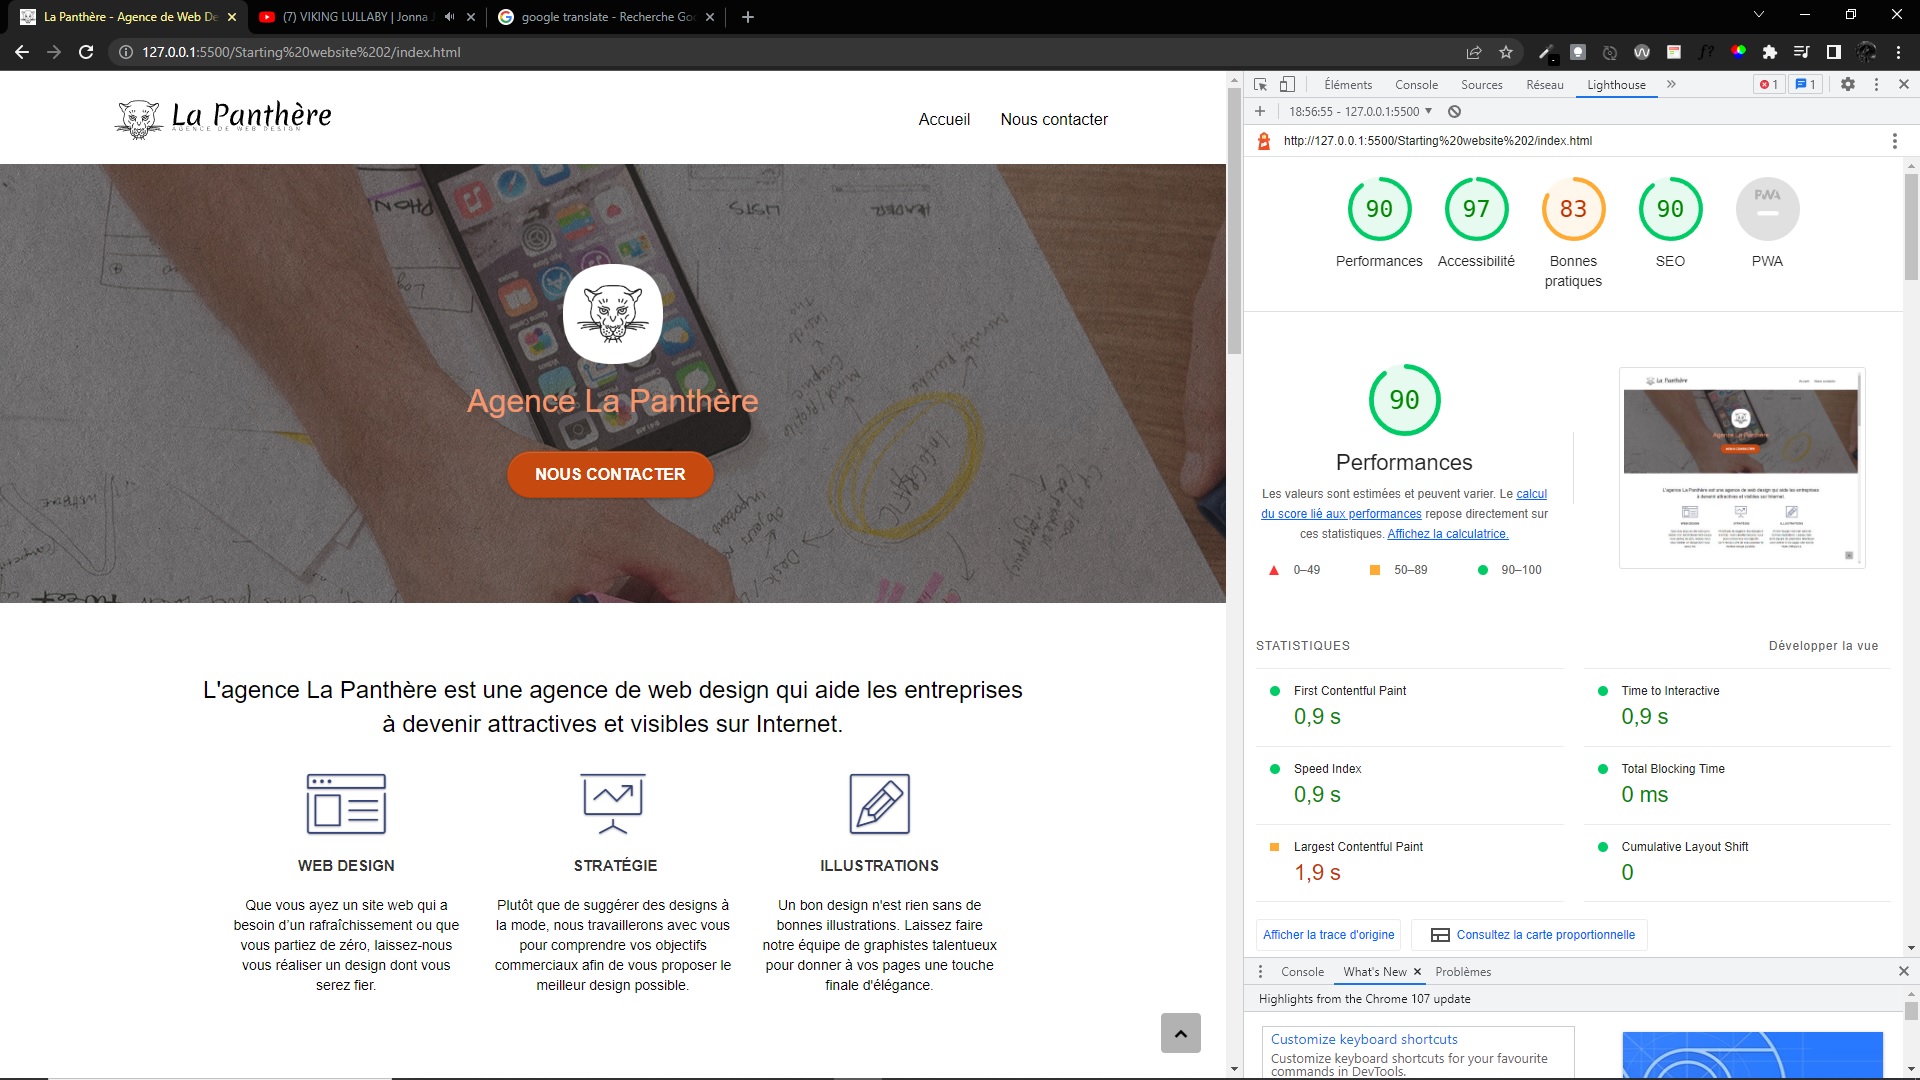 La Panthère - Agence de Web De
(7) VIKING LULLABY | Jonna
google translate - Recherche Goo
127.0.0.1:5500/Starting%20website%202/index.html
La Panthère
AGENCE DE WEB DESIGN
Accueil
Nous contacter
LISTS
HEADER
Agence La Panthère
NOUS CONTACTER
L'agence La Panthère est une agence de web design qui aide les entreprises
à devenir attractives et visibles sur Internet.
WEB DESIGN
Que vous ayez un site web qui a
besoin d’un rafraîchissement ou que
vous partiez de zéro, laissez-nous
vous réaliser un design dont vous
serez fier.
STRATÉGIE
Plutôt que de suggérer des designs à
la mode, nous travaillerons avec vous
pour comprendre vos objectifs
commerciaux afin de vous proposer le
meilleur design possible.
ILLUSTRATIONS
Un bon design n'est rien sans de
bonnes illustrations. Laissez faire
notre équipe de graphistes talentueux
pour donner à vos pages une touche
finale d'élégance.
Éléments
Console
Sources
Réseau
Lighthouse
1
1
18:56:55 - 127.0.0.1:5500
http://127.0.0.1:5500/Starting%20website%202/index.html
90
Performances
97
Accessibilité
83
Bonnes
pratiques
90
SEO
PWA
PWA
90
Performances
Les valeurs sont estimées et peuvent varier. Le calcul
du score lié aux performances repose directement sur
ces statistiques. Affichez la calculatrice.
0–49
50–89
90–100
STATISTIQUES
Développer la vue
First Contentful Paint
0,9 s
Time to Interactive
0,9 s
Speed Index
0,9 s
Total Blocking Time
0 ms
Largest Contentful Paint
1,9 s
Cumulative Layout Shift
0
Afficher la trace d'origine
Consultez la carte proportionnelle
Console
What's New
Problèmes
Highlights from the Chrome 107 update
Customize keyboard shortcuts
Customize keyboard shortcuts for your favourite
commands in DevTools.